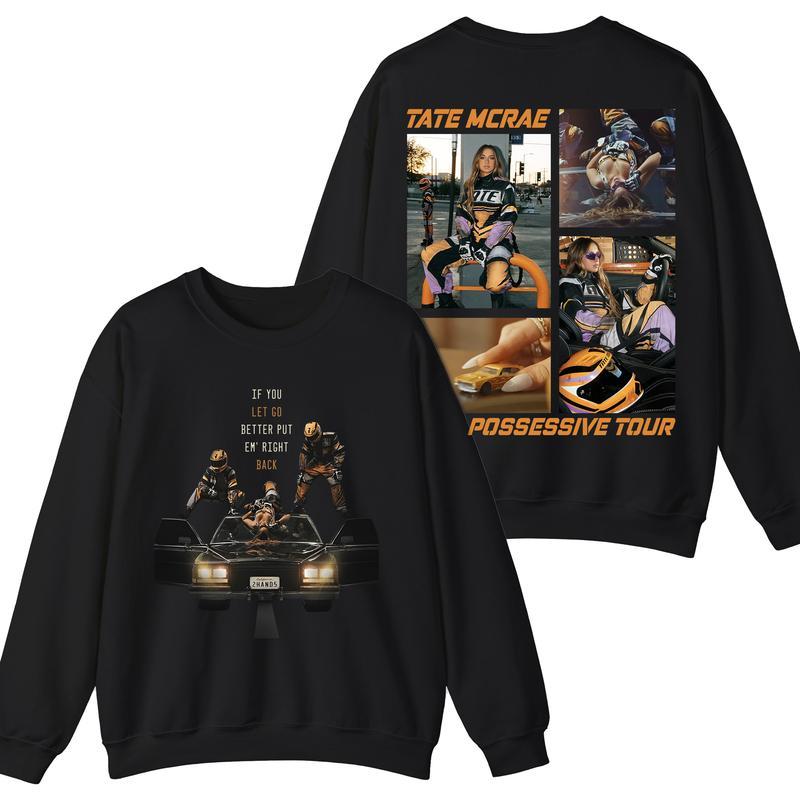 TATE MCRAE
POSSESSIVE TOUR
IF YOU
LET GO
BETTER PUT
EM' RIGHT
BACK
2HANDS